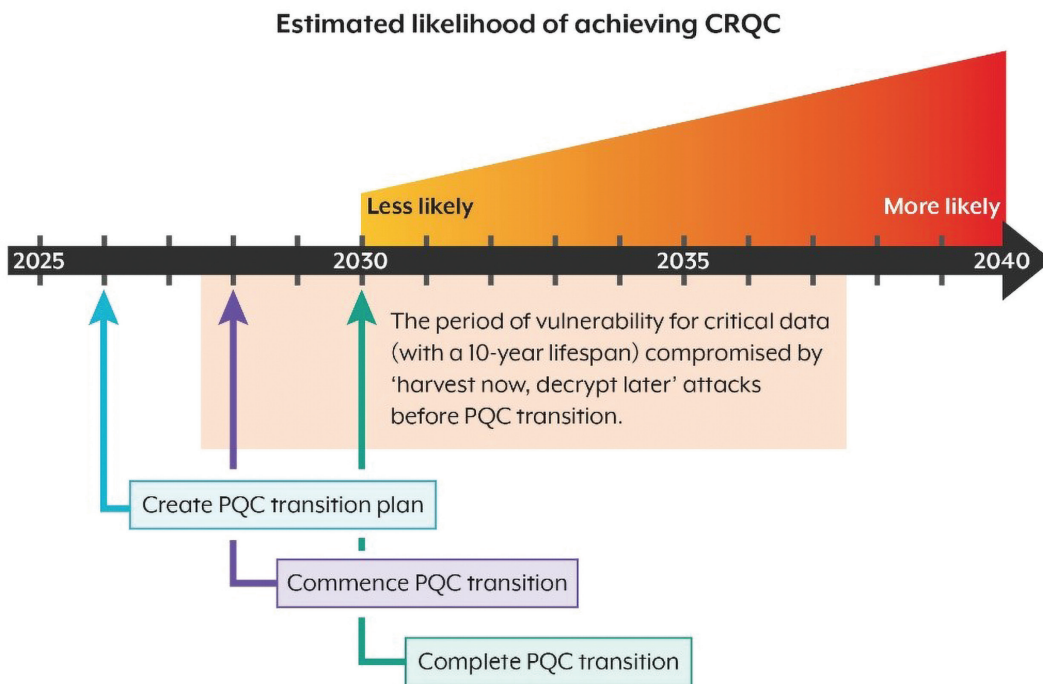 Estimated likelihood of achieving CRQC
Less likely
More likely
2025
2030
2035
2040
The period of vulnerability for critical data
(with a 10-year lifespan) compromised by
‘harvest now, decrypt later’ attacks
before PQC transition.
Create PQC transition plan
Commence PQC transition
Complete PQC transition